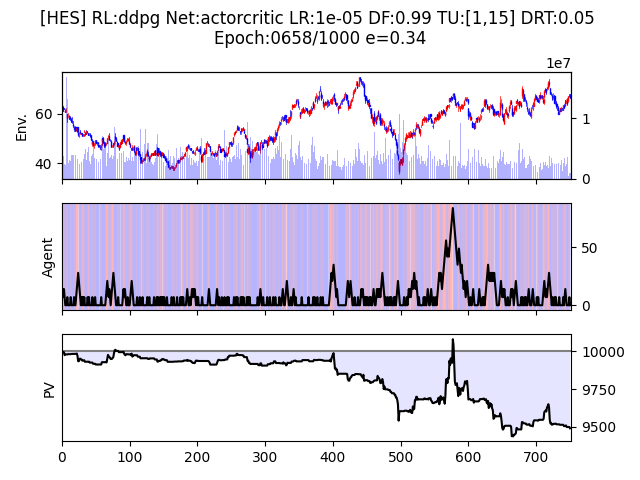 [HES] RL:ddpg Net:actorcritic LR:1e-05 DF:0.99 TU:[1,15] DRT:0.05
Epoch:0658/1000 e=0.34
1e7
Env.
60
40
1
0
Agent
50
0
PV
10000
9750
9500
0 100 200 300 400 500 600 700